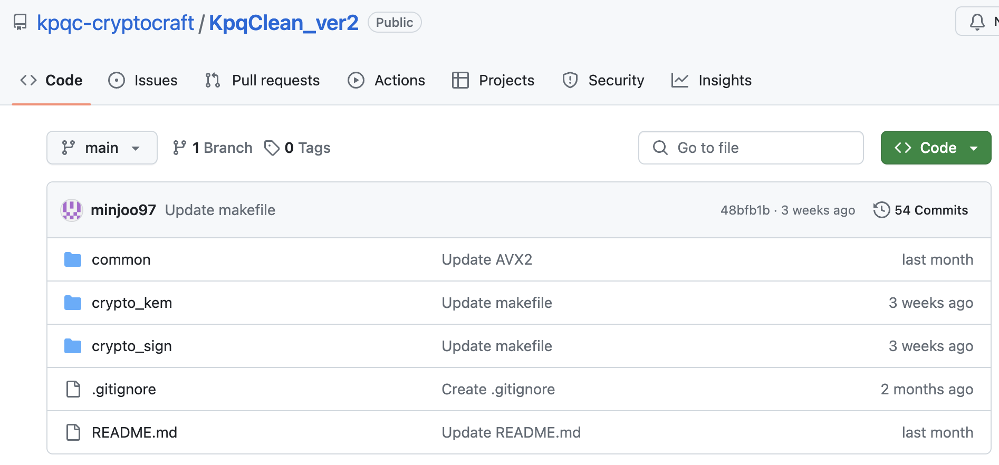 kpqc-cryptocraft / KpqClean_ver2 Public
Code Issues Pull requests Actions Projects Security Insights
main 1 Branch 0 Tags Go to file Code
minjoo97 Update makefile 48bfb1b · 3 weeks ago 54 Commits
common Update AVX2 last month
crypto_kem Update makefile 3 weeks ago
crypto_sign Update makefile 3 weeks ago
.gitignore Create .gitignore 2 months ago
README.md Update README.md last month